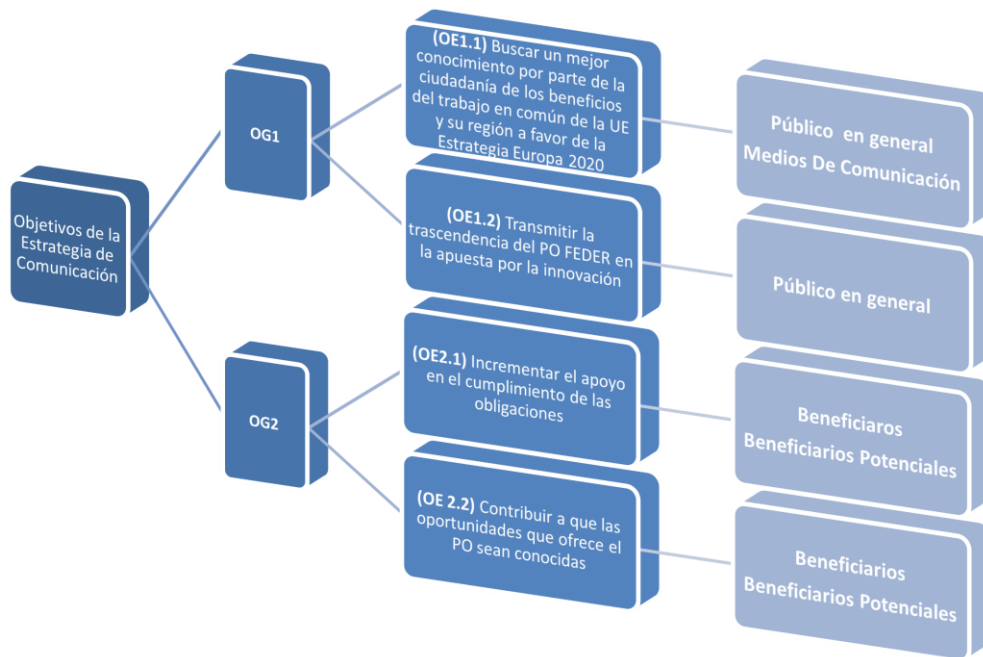 Objetivos de la
Estrategia de
Comunicación
OG1
(OE1.1) Buscar un mejor
conocimiento por parte de la
ciudadanía de los beneficios
del trabajo en común de la UE
y su región a favor de la
Estrategia Europa 2020
Público en general
Medios De Comunicación
(OE1.2) Transmitir la
trascendencia del PO FEDER en
la apuesta por la innovación
Público en general
OG2
(OE2.1) Incrementar el apoyo
en el cumplimiento de las
obligaciones
Beneficiaros
Beneficiarios Potenciales
(OE 2.2) Contribuir a que las
oportunidades que ofrece el
PO sean conocidas
Beneficiarios
Beneficiarios Potenciales